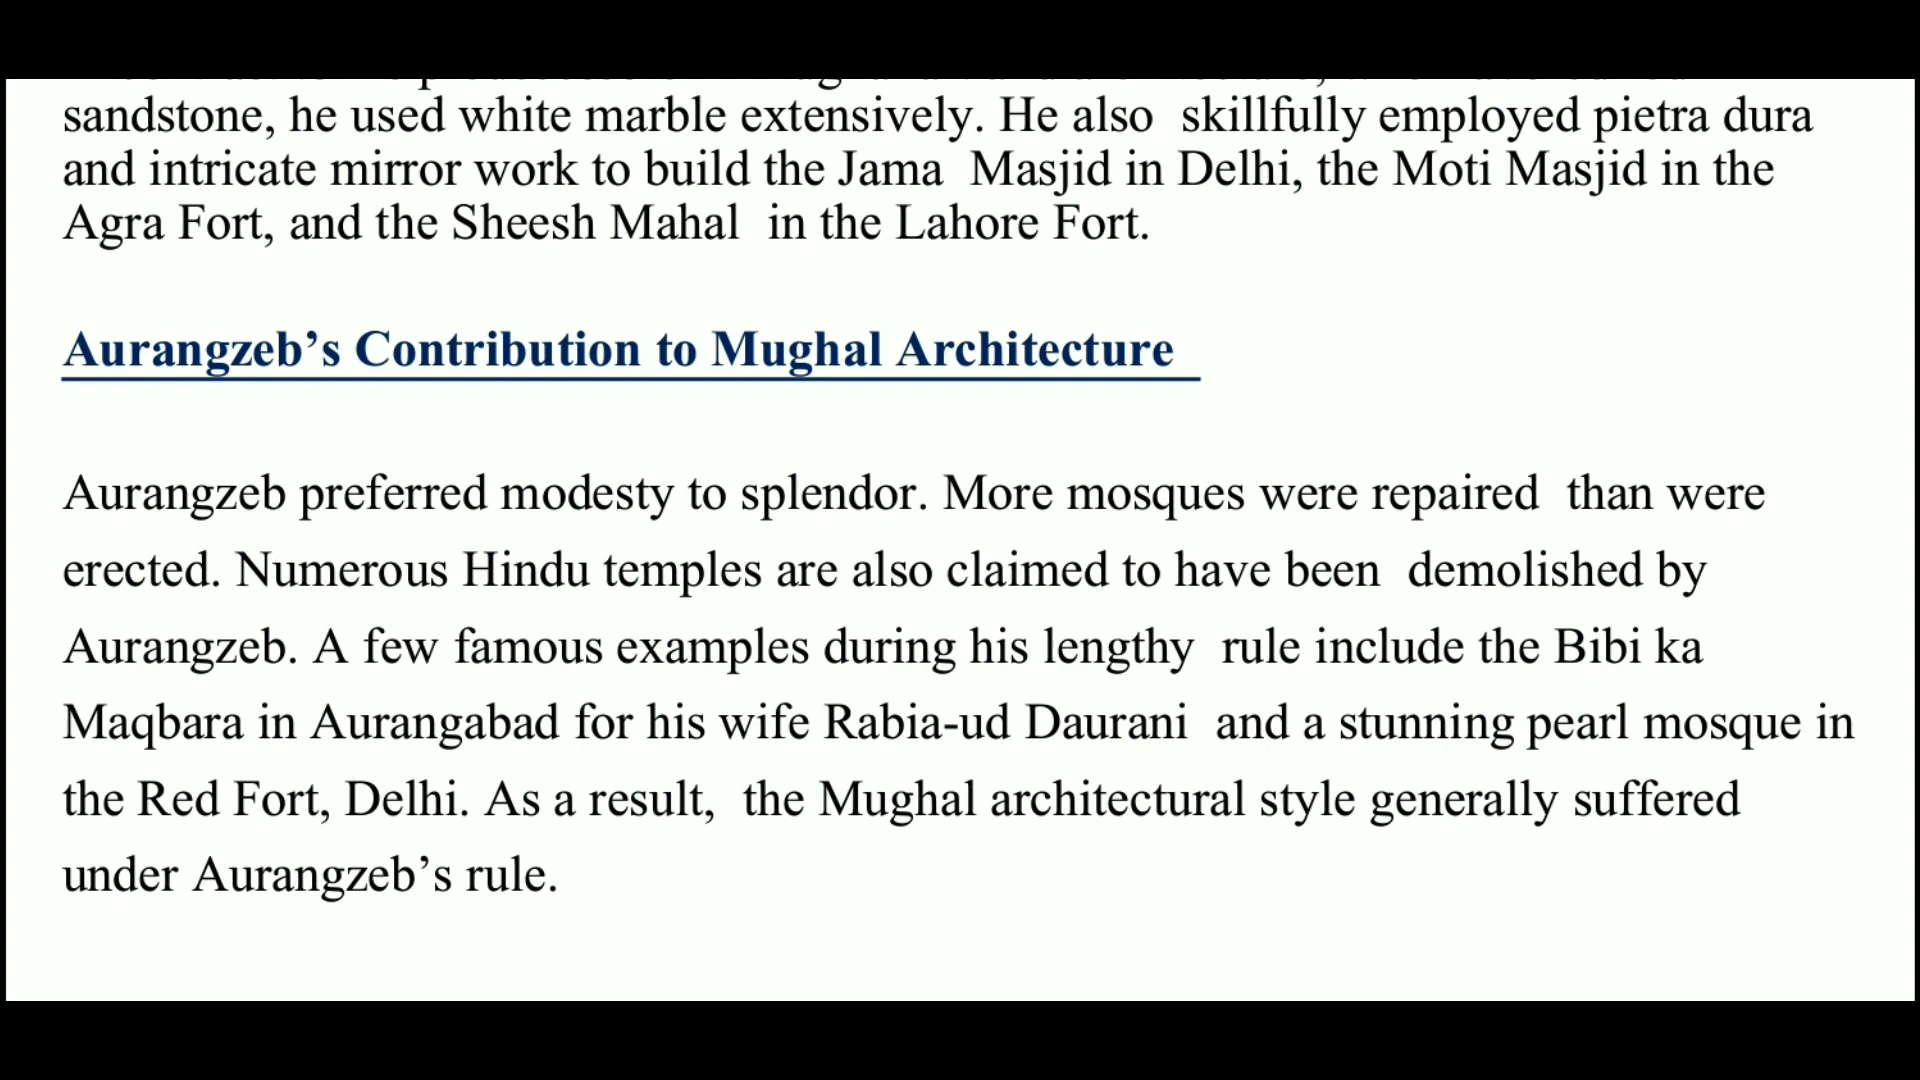 sandstone, he used white marble extensively. He also skillfully employed pietra dura
and intricate mirror work to build the Jama Masjid in Delhi, the Moti Masjid in the
Agra Fort, and the Sheesh Mahal in the Lahore Fort.
Aurangzeb’s Contribution to Mughal Architecture
Aurangzeb preferred modesty to splendor. More mosques were repaired than were
erected. Numerous Hindu temples are also claimed to have been demolished by
Aurangzeb. A few famous examples during his lengthy rule include the Bibi ka
Maqbara in Aurangabad for his wife Rabia-ud Daurani and a stunning pearl mosque in
the Red Fort, Delhi. As a result, the Mughal architectural style generally suffered
under Aurangzeb’s rule.